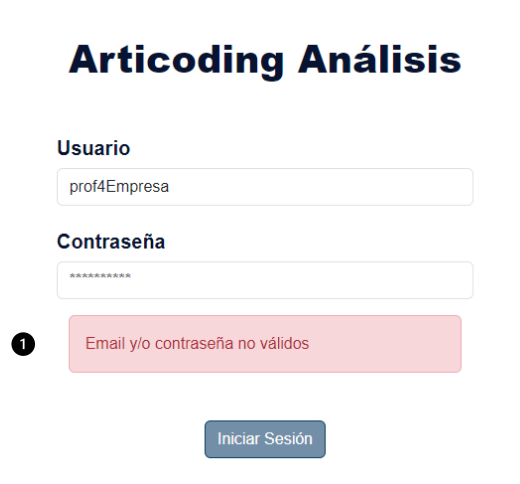 Articoding Análisis
Usuario
prof4Empresa
Contraseña
**********
1
Email y/o contraseña no válidos
Iniciar Sesión